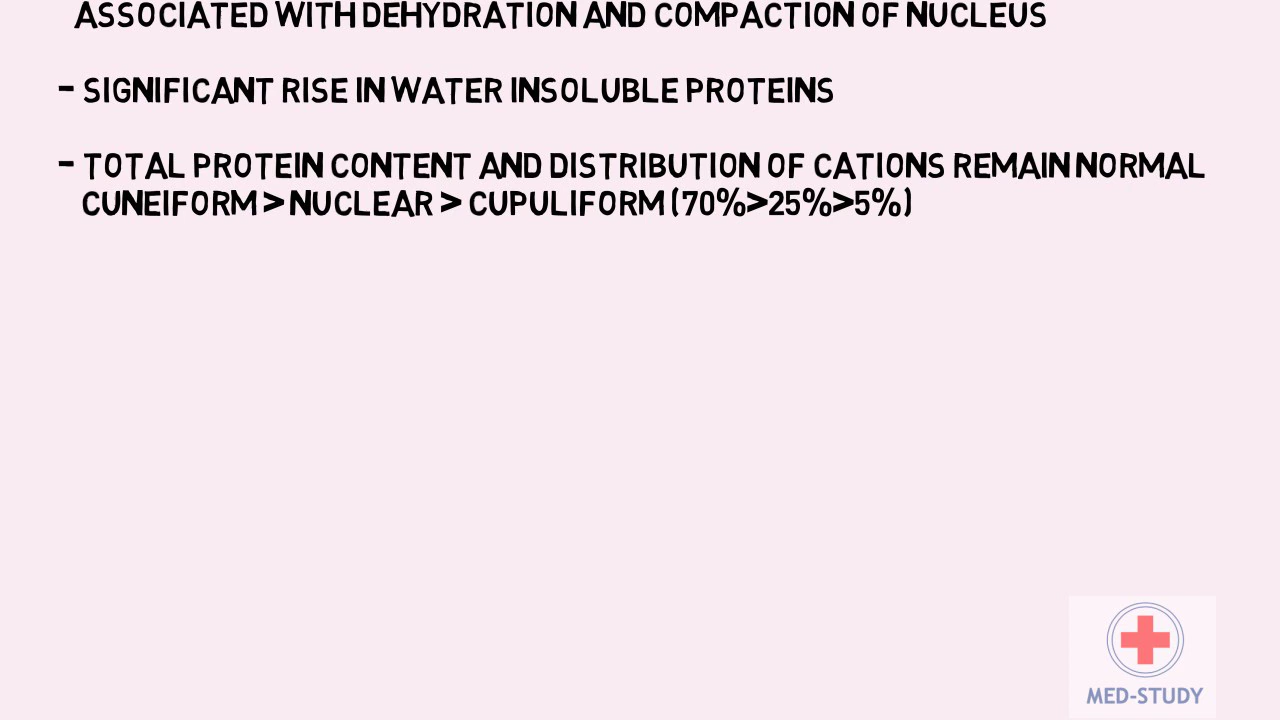 ASSOCIATED WITH DEHYDRATION AND COMPACTION OF NUCLEUS
- SIGNIFICANT RISE IN WATER INSOLUBLE PROTEINS
- TOTAL PROTEIN CONTENT AND DISTRIBUTION OF CATIONS REMAIN NORMAL
CUNEIFORM > NUCLEAR > CUPULIFORM (70%>25%>5%)
MED-STUDY